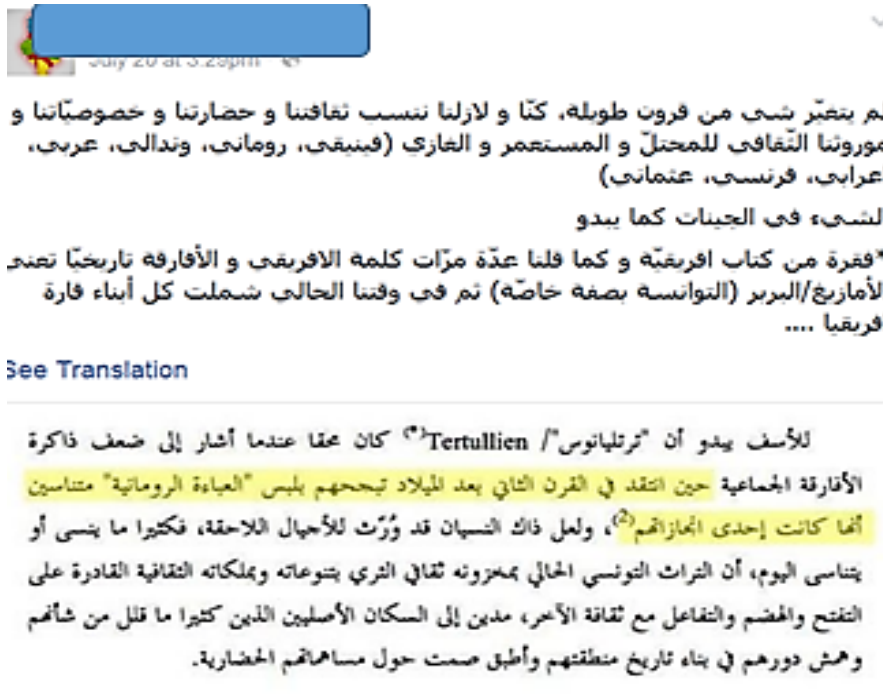 July 20 at 3:29pm
لم يتغيّر شيء من قرون طويلة، كنّا و لازلنا ننسب ثقافتنا و حضارتنا و خصوصيّاتنا و
موروثنا الثّقافي للمحتلّ و المستعمر و الغازي (فينيقي، روماني، وندالي، عربي،
أعرابي، فرنسي، عثماني)
الشيء في الجينات كما يبدو
*فقرة من كتاب افريقيّة و كما قلنا عدّة مرّات كلمة الافريقي و الأفارقة تاريخيّا تعني
الأمازيغ/البربر (التوانسة بصفة خاصّة) ثم في وقتنا الحالي شملت كل أبناء قارة
افريقيا ....
See Translation
للأسف يبدو أن "ترتليانوس"/ Tertullien(*) كان محقا عندما أشار إلى ضعف ذاكرة
الأفارقة الجماعية حين انتقد في القرن الثاني بعد الميلاد تبجحهم بلبس "العباءة الرومانية" متناسين
أنها كانت إحدى انجازاتهم(2)، ولعل ذاك النسيان قد وُرّث للأجيال اللاحقة، فكثيرا ما ينسى أو
يتناسى اليوم، أن التراث التونسي الحالي بمخزونه ثقافي الثري بتنوعاته وبملكاته الثقافية القادرة على
التفتح والهضم والتفاعل مع ثقافة الآخر، مدين إلى السكان الأصليين الذين كثيرا ما قلل من شأنهم
وهمش دورهم في بناء تاريخ منطقتهم وأطبق صمت حول مساهماتهم الحضارية.